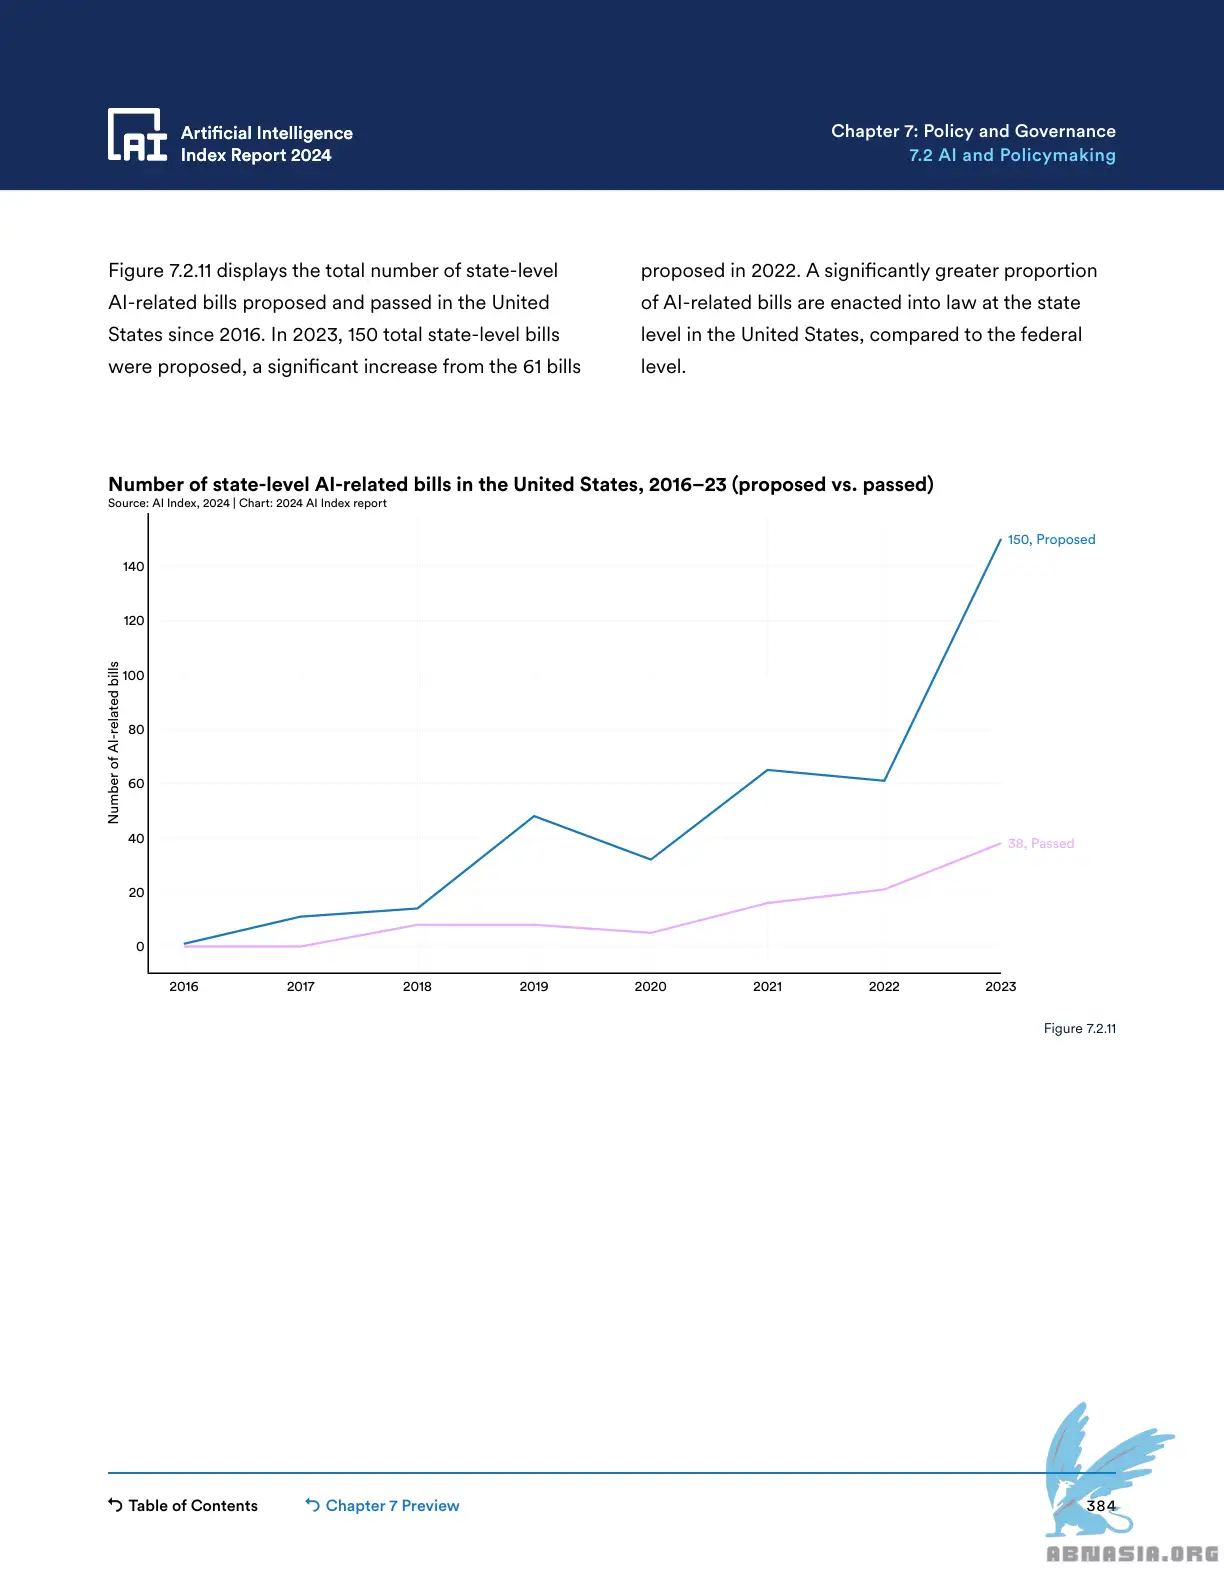 Artificial Intelligence
Index Report 2024
Chapter 7: Policy and Governance
7.2 AI and Policymaking
Figure 7.2.11 displays the total number of state-level
AI-related bills proposed and passed in the United
States since 2016. In 2023, 150 total state-level bills
were proposed, a significant increase from the 61 bills
proposed in 2022. A significantly greater proportion
of AI-related bills are enacted into law at the state
level in the United States, compared to the federal
level.
Number of state-level AI-related bills in the United States, 2016–23 (proposed vs. passed)
Source: AI Index, 2024 | Chart: 2024 AI Index report
150, Proposed
38, Passed
Number of AI-related bills
140
120
100
80
60
40
20
0
2016 2017 2018 2019 2020 2021 2022 2023
Figure 7.2.11
Table of Contents
Chapter 7 Preview
384
ABNASIA.ORG